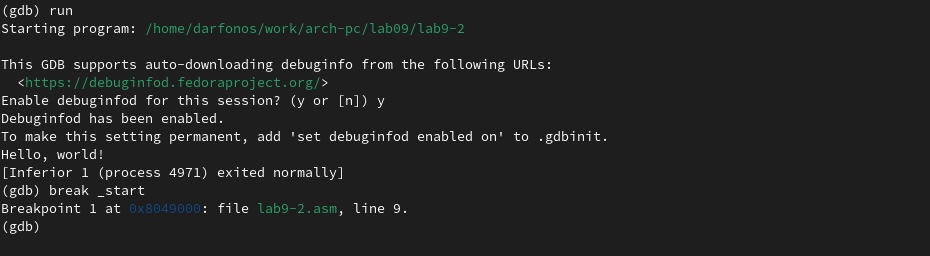 (gdb) run
Starting program: /home/darfonos/work/arch-pc/lab09/lab9-2
This GDB supports auto-downloading debuginfo from the following URLs:
  <https://debuginfod.fedoraproject.org/>
Enable debuginfod for this session? (y or [n]) y
Debuginfod has been enabled.
To make this setting permanent, add 'set debuginfod enabled on' to .gdbinit.
Hello, world!
[Inferior 1 (process 4971) exited normally]
(gdb) break _start
Breakpoint 1 at 0x8049000: file lab9-2.asm, line 9.
(gdb)